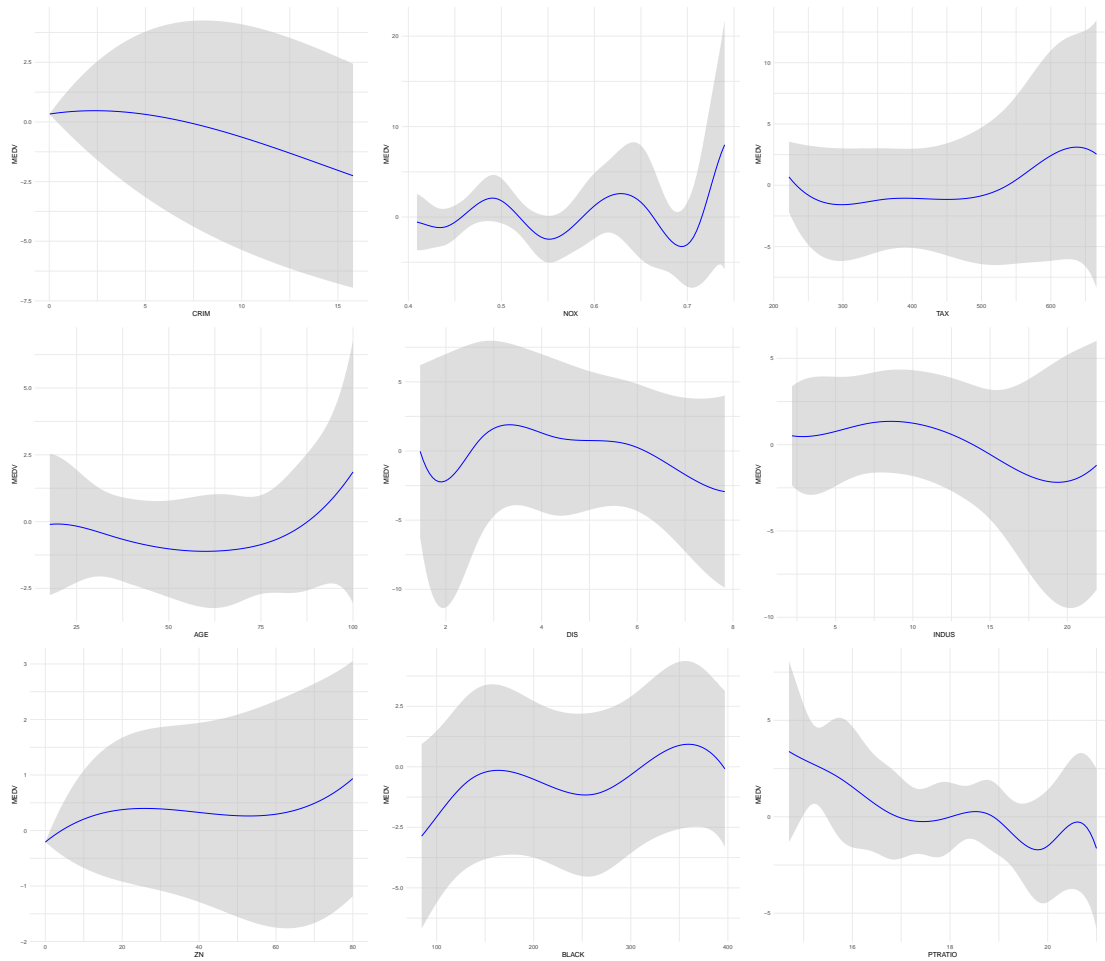 2.5
0.0
−2.5
−5.0
−7.5
MEDV
0 5 10 15
CRIM
20
10
0
MEDV
0.4 0.5 0.6 0.7
NOX
10
5
0
−5
MEDV
200 300 400 500 600
TAX
5.0
2.5
0.0
−2.5
MEDV
25 50 75 100
AGE
5
0
−5
−10
MEDV
2 4 6 8
DIS
5
0
−5
−10
MEDV
5 10 15 20
INDUS
3
2
1
0
−1
−2
MEDV
0 20 40 60 80
ZN
2.5
0.0
−2.5
−5.0
MEDV
100 200 300 400
BLACK
5
0
−5
MEDV
16 18 20
PTRATIO